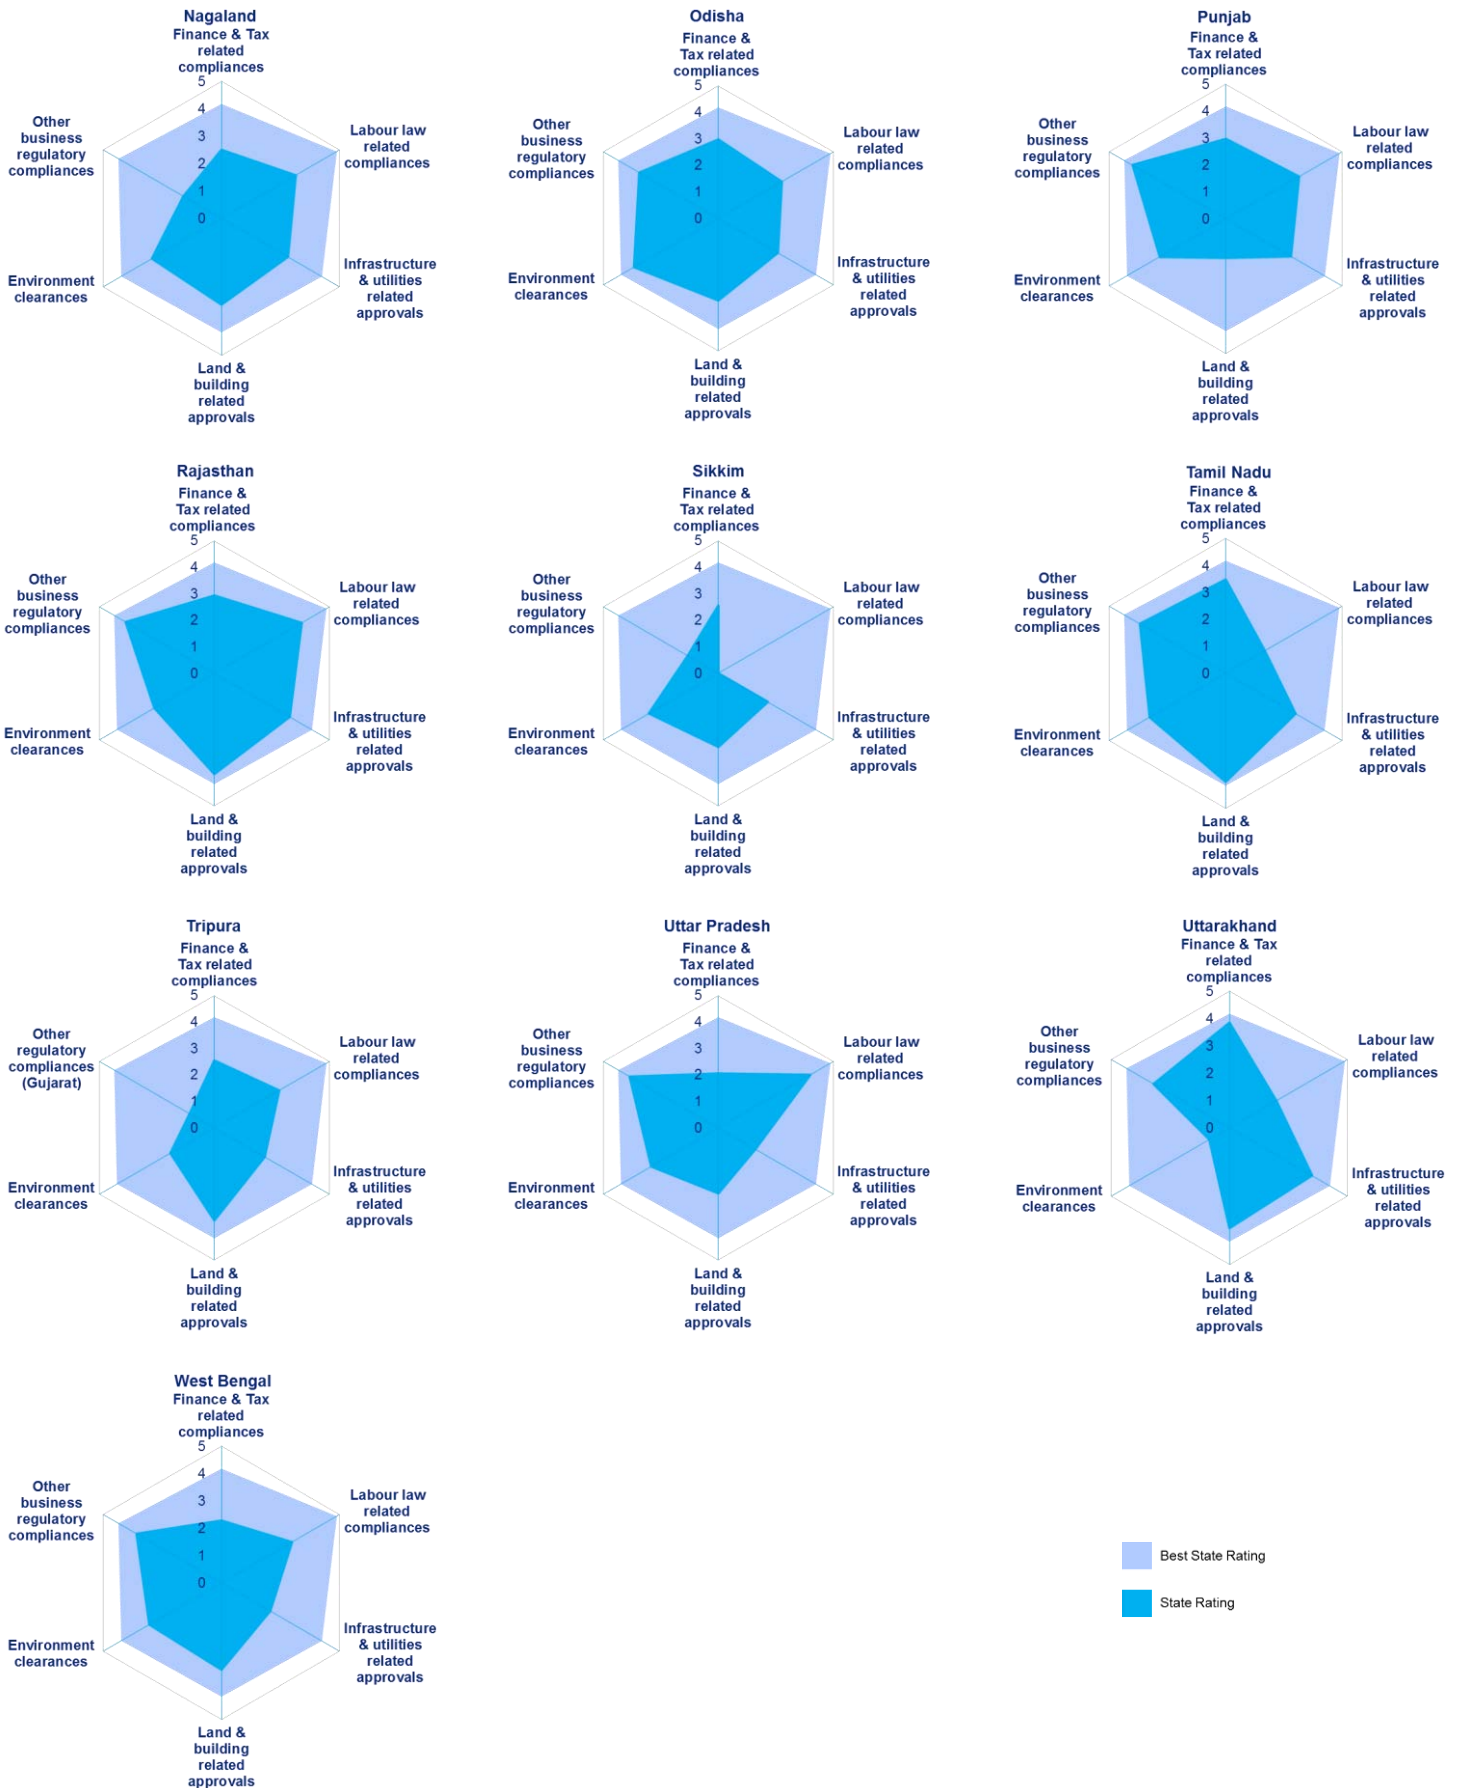 Nagaland
Finance & Tax
related
compliances
5
4
3
2
1
0
Labour law
related
compliances
Infrastructure
& utilities
related
approvals
Land &
building
related
approvals
Environment
clearances
Other
business
regulatory
compliances
Odisha
Finance &
Tax related
compliances
5
4
3
2
1
0
Labour law
related
compliances
Infrastructure
& utilities
related
approvals
Land &
building
related
approvals
Environment
clearances
Other
business
regulatory
compliances
Punjab
Finance &
Tax related
compliances
5
4
3
2
1
0
Labour law
related
compliances
Infrastructure
& utilities
related
approvals
Land &
building
related
approvals
Environment
clearances
Other
business
regulatory
compliances
Rajasthan
Finance &
Tax related
compliances
5
4
3
2
1
0
Labour law
related
compliances
Infrastructure
& utilities
related
approvals
Land &
building
related
approvals
Environment
clearances
Other
business
regulatory
compliances
Sikkim
Finance &
Tax related
compliances
5
4
3
2
1
0
Labour law
related
compliances
Infrastructure
& utilities
related
approvals
Land &
building
related
approvals
Environment
clearances
Other
business
regulatory
compliances
Tamil Nadu
Finance &
Tax related
compliances
5
4
3
2
1
0
Labour law
related
compliances
Infrastructure
& utilities
related
approvals
Land &
building
related
approvals
Environment
clearances
Other
business
regulatory
compliances
Tripura
Finance &
Tax related
compliances
5
4
3
2
1
0
Labour law
related
compliances
Infrastructure
& utilities
related
approvals
Land &
building
related
approvals
Environment
clearances
Other
regulatory
compliances
(Gujarat)
Uttar Pradesh
Finance &
Tax related
compliances
5
4
3
2
1
0
Labour law
related
compliances
Infrastructure
& utilities
related
approvals
Land &
building
related
approvals
Environment
clearances
Other
business
regulatory
compliances
Uttarakhand
Finance & Tax
related
compliances
5
4
3
2
1
0
Labour law
related
compliances
Infrastructure
& utilities
related
approvals
Land &
building
related
approvals
Environment
clearances
Other
business
regulatory
compliances
West Bengal
Finance & Tax
related
compliances
5
4
3
2
1
0
Labour law
related
compliances
Infrastructure
& utilities
related
approvals
Land &
building
related
approvals
Environment
clearances
Other
business
regulatory
compliances
Best State Rating
State Rating